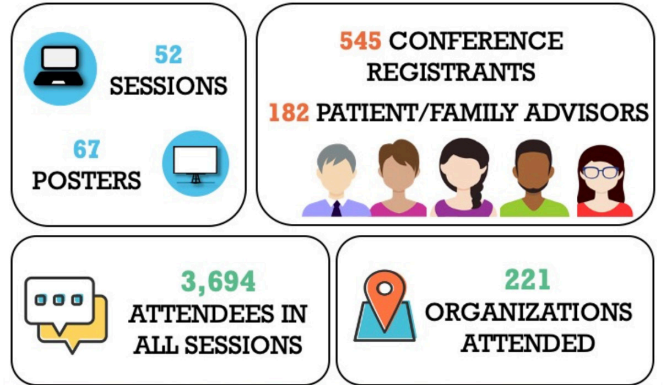 52
SESSIONS
67
POSTERS
545 CONFERENCE
REGISTRANTS
182 PATIENT/FAMILY ADVISORS
3,694
ATTENDEES IN
ALL SESSIONS
221
ORGANIZATIONS
ATTENDED